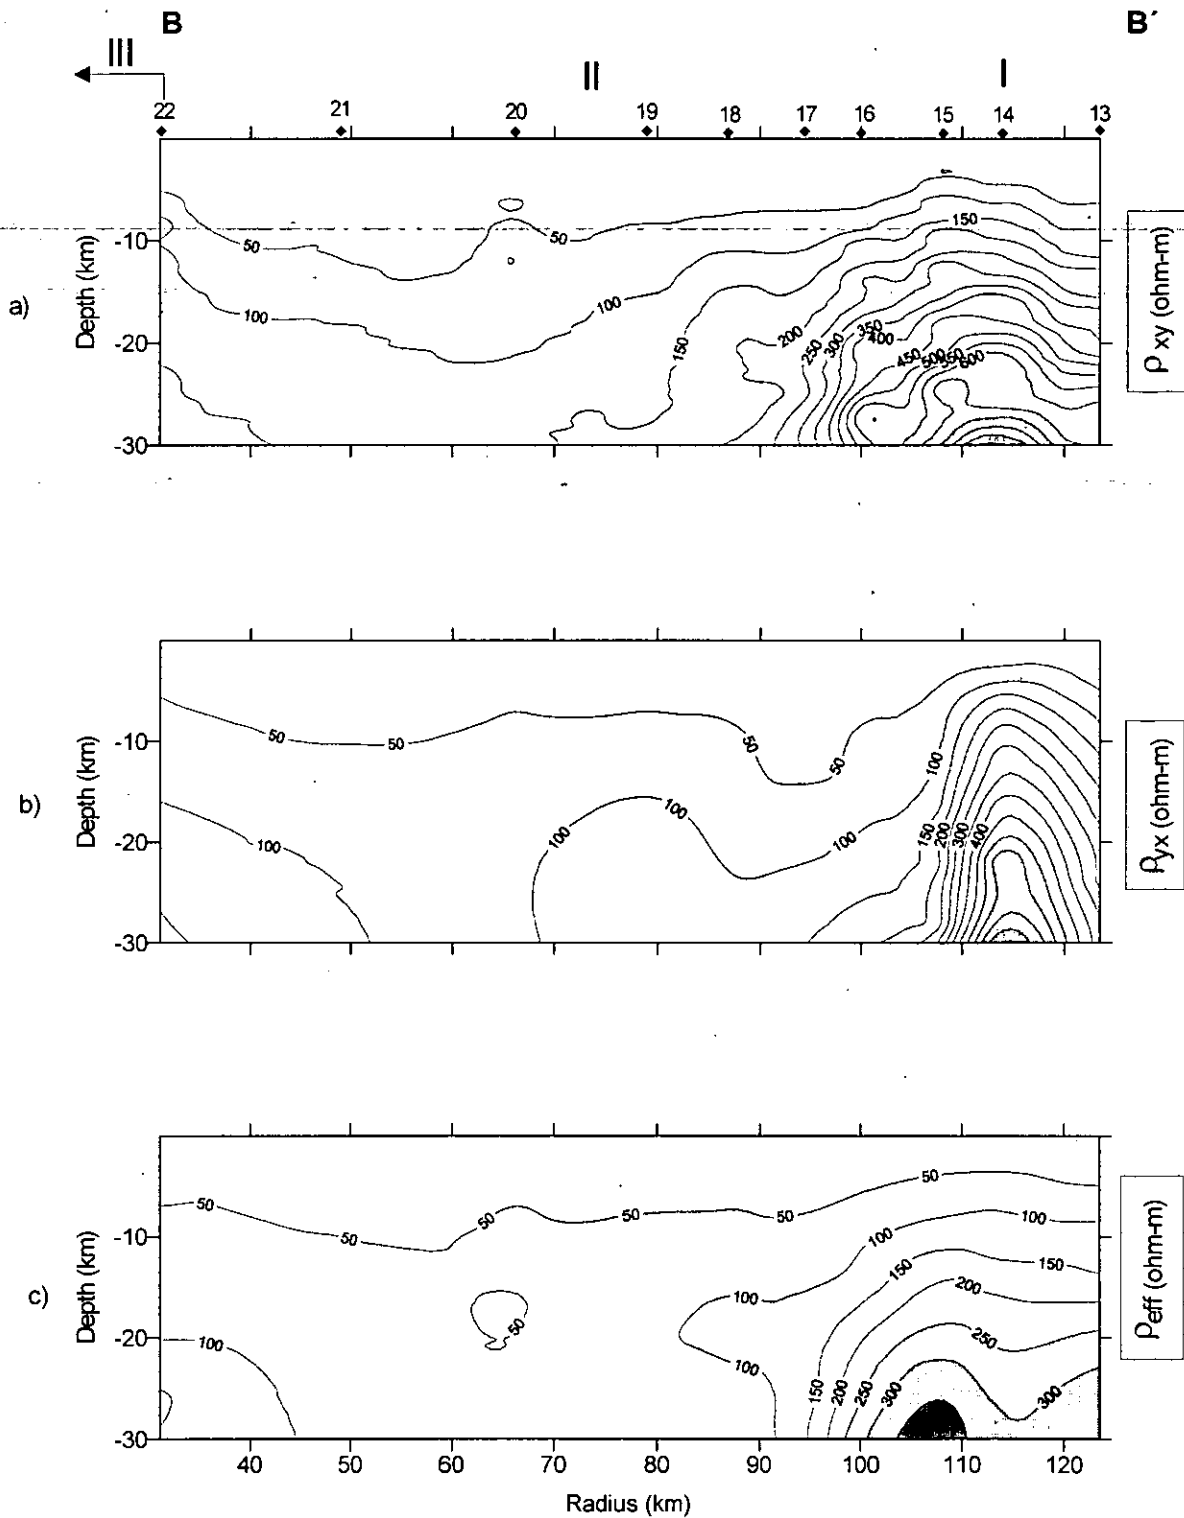 B B´
III II I
22 21 20 19 18 17 16 15 14 13
a)
Depth (km)
-10
-20
-30
50 50 150
100 100 150 200 250 300 350 400 450 500 550 600
ρ xy (ohm-m)
b)
Depth (km)
-10
-20
-30
50 50 50 50 100
100 100 100 100 150 200 300 400
ρyx (ohm-m)
c)
Depth (km)
-10
-20
-30
50 50 50 50 50 50
100 100 150 150 200
50 100 100 100 250
150 200 250 300 300
ρeff (ohm-m)
40 50 60 70 80 90 100 110 120
Radius (km)